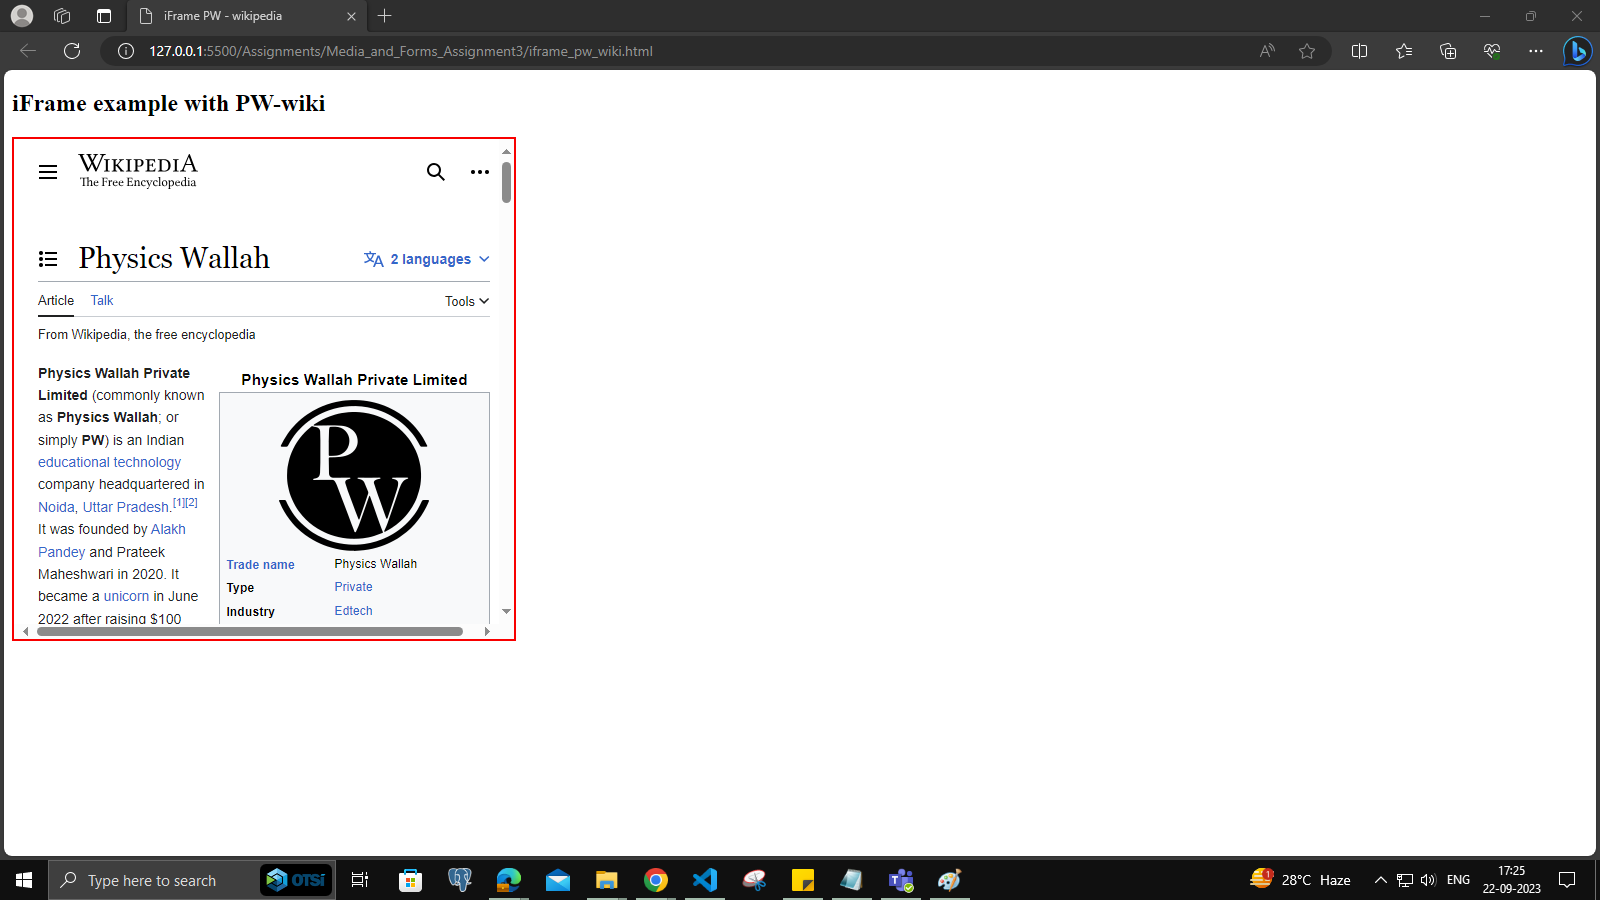 iFrame PW - wikipedia
127.0.0.1:5500/Assignments/Media_and_Forms_Assignment3/iframe_pw_wiki.html
iFrame example with PW-wiki
WIKIPEDIA
The Free Encyclopedia
Physics Wallah
2 languages
Article Talk
Tools
From Wikipedia, the free encyclopedia
Physics Wallah Private
Limited (commonly known
as Physics Wallah; or
simply PW) is an Indian
educational technology
company headquartered in
Noida, Uttar Pradesh.[1][2]
It was founded by Alakh
Pandey and Prateek
Maheshwari in 2020. It
became a unicorn in June
2022 after raising $100
Physics Wallah Private Limited
P
W
Trade name Physics Wallah
Type Private
Industry Edtech
Type here to search
OTSi
1
28°C Haze
ENG
17:25
22-09-2023